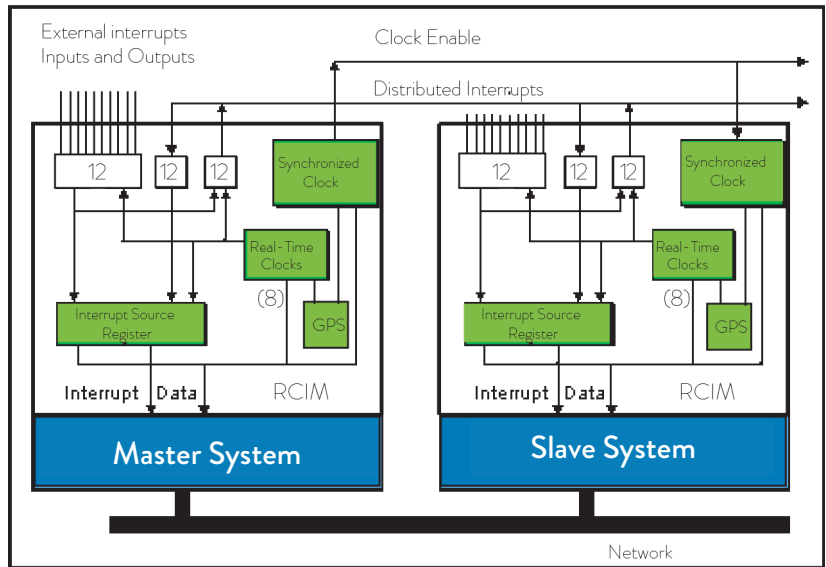 External interrupts
Inputs and Outputs
Clock Enable
Distributed Interrupts
12
12
12
Synchronized
Clock
12
12
12
Synchronized
Clock
Real-Time
Clocks
(8)
Real-Time
Clocks
(8)
Interrupt Source
Register
GPS
Interrupt Source
Register
GPS
Interrupt Data
RCIM
Interrupt Data
RCIM
Master System
Slave System
Network